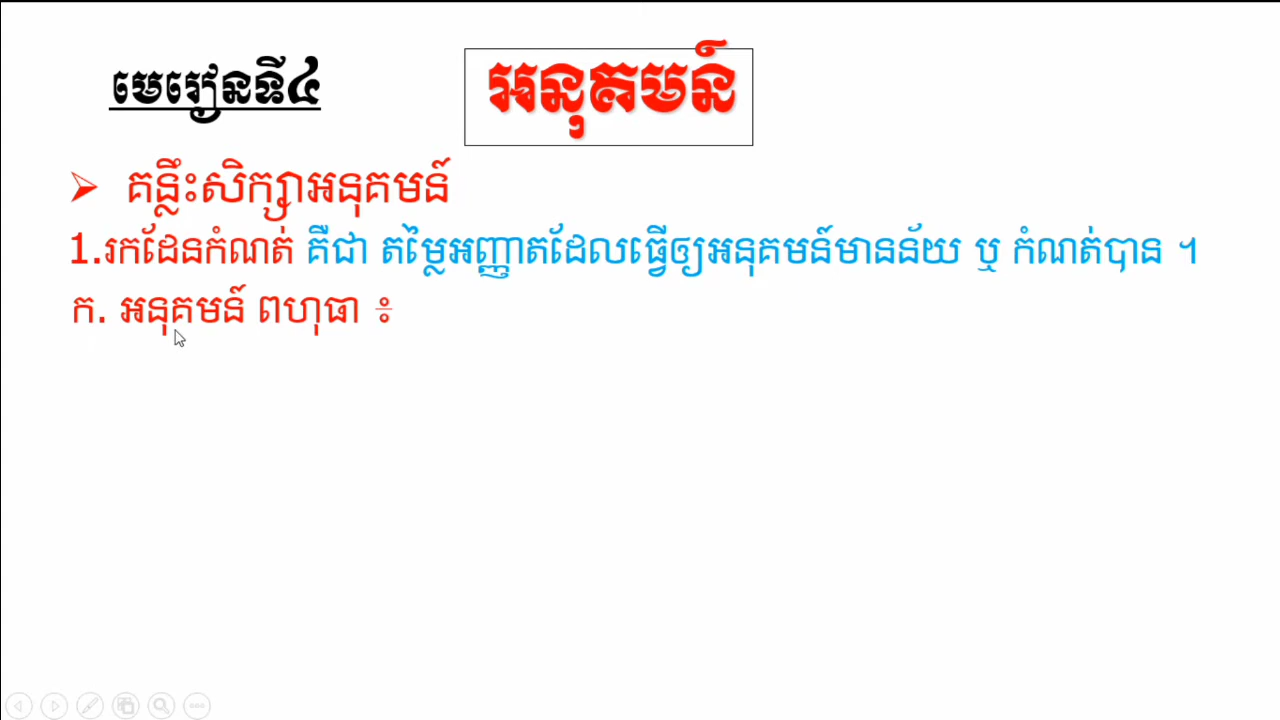 មេរៀនទី៤
អនុគមន៍
គន្លឹះសិក្សាអនុគមន៍
1.រកដែនកំណត់ គឺជា តម្លៃអញ្ញាតដែលធ្វើឲ្យអនុគមន៍មានន័យ ឬ កំណត់បាន ។
ក. អនុគមន៍ ពហុធា ៖